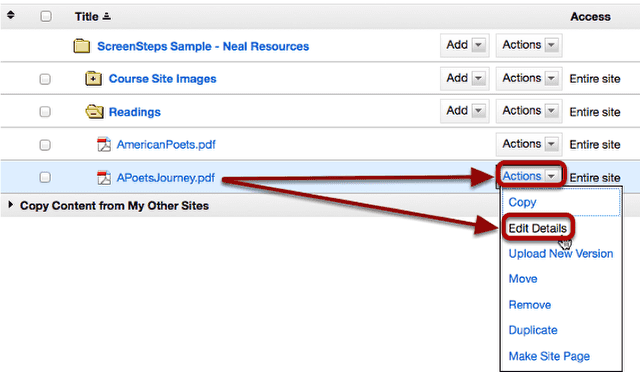 Title Access
ScreenSteps Sample - Neal Resources Add Actions
Course Site Images Add Actions Entire site
Readings Add Actions Entire site
AmericanPoets.pdf Actions Entire site
APoetsJourney.pdf Actions Entire site
Copy Content from My Other Sites
Copy
Edit Details
Upload New Version
Move
Remove
Duplicate
Make Site Page